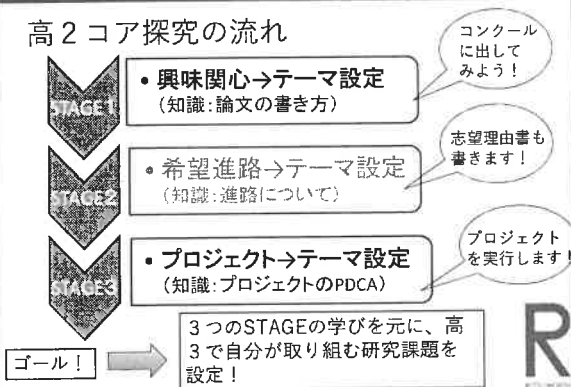 高２コア探究の流れ
コンクール
に出して
みよう！
STAGE1
• 興味関心→テーマ設定
(知識:論文の書き方)
志望理由書も
書きます！
STAGE2
• 希望進路→テーマ設定
(知識:進路について)
プロジェクト
を実行します！
STAGE3
• プロジェクト→テーマ設定
(知識:プロジェクトのPDCA)
ゴール！
３つのSTAGEの学びを元に、高
３で自分が取り組む研究課題を
設定！
R